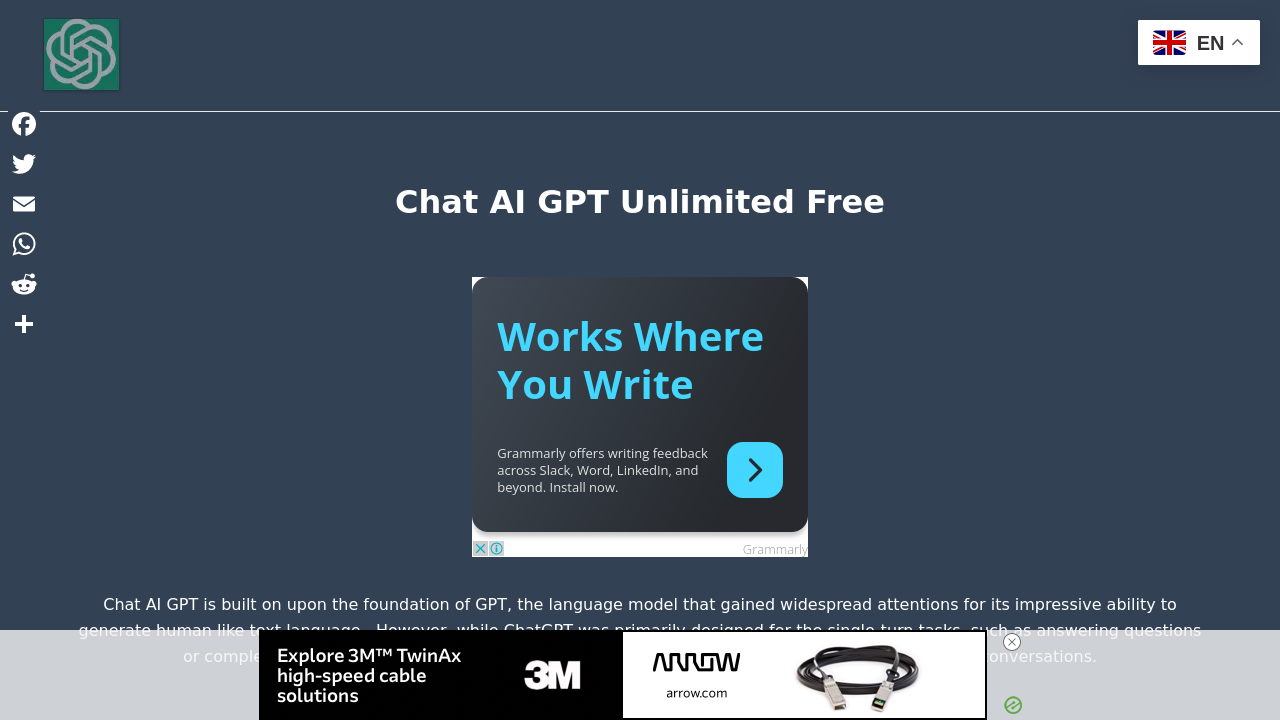 EN
Chat AI GPT Unlimited Free
Works Where
You Write
Grammarly offers writing feedback
across Slack, Word, LinkedIn, and
beyond. Install now.
Grammarly
Chat AI GPT is built on upon the foundation of GPT, the language model that gained widespread attentions for its impressive ability to
generate human like text language. However, while ChatGPT was primarily designed for the single-turn tasks, such as answering questions
or comple onversations.
Explore 3M™ TwinAx
high-speed cable
solutions
3M
ARROW
arrow.com